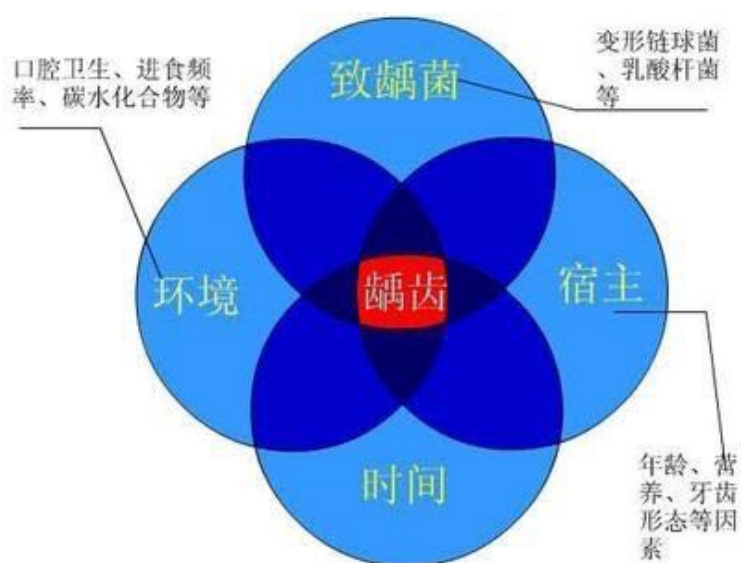 口腔卫生、进食频
率、碳水化合物等
致龋菌
变形链球菌
、乳酸杆菌
等
环境
龋齿
宿主
时间
年龄、营
养、牙齿
形态等因
素